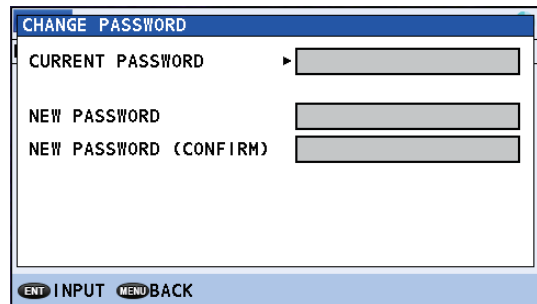 CHANGE PASSWORD
CURRENT PASSWORD
NEW PASSWORD
NEW PASSWORD (CONFIRM)
ENT INPUT MENU BACK